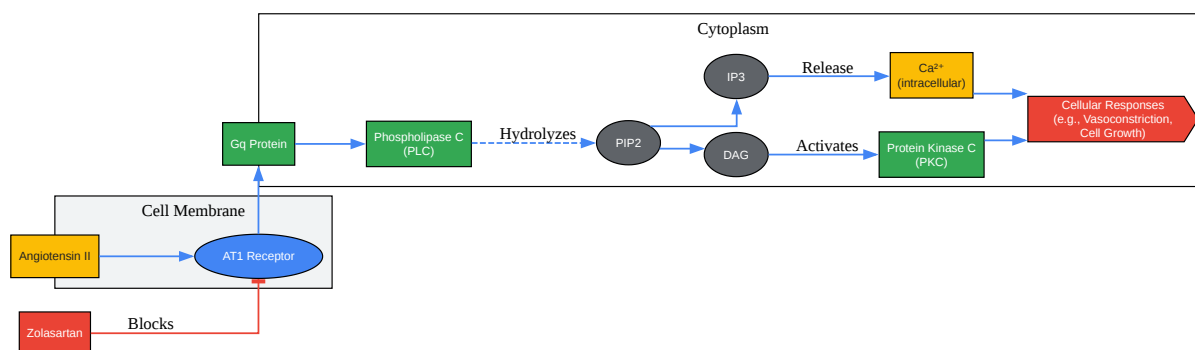 Cytoplasm
IP3
Release
Ca²⁺
(intracellular)
Cellular Responses
(e.g., Vasoconstriction,
Cell Growth)
Gq Protein
Phospholipase C
(PLC)
Hydrolyzes
PIP2
DAG
Activates
Protein Kinase C
(PKC)
Cell Membrane
Angiotensin II
AT1 Receptor
Zolasartan
Blocks